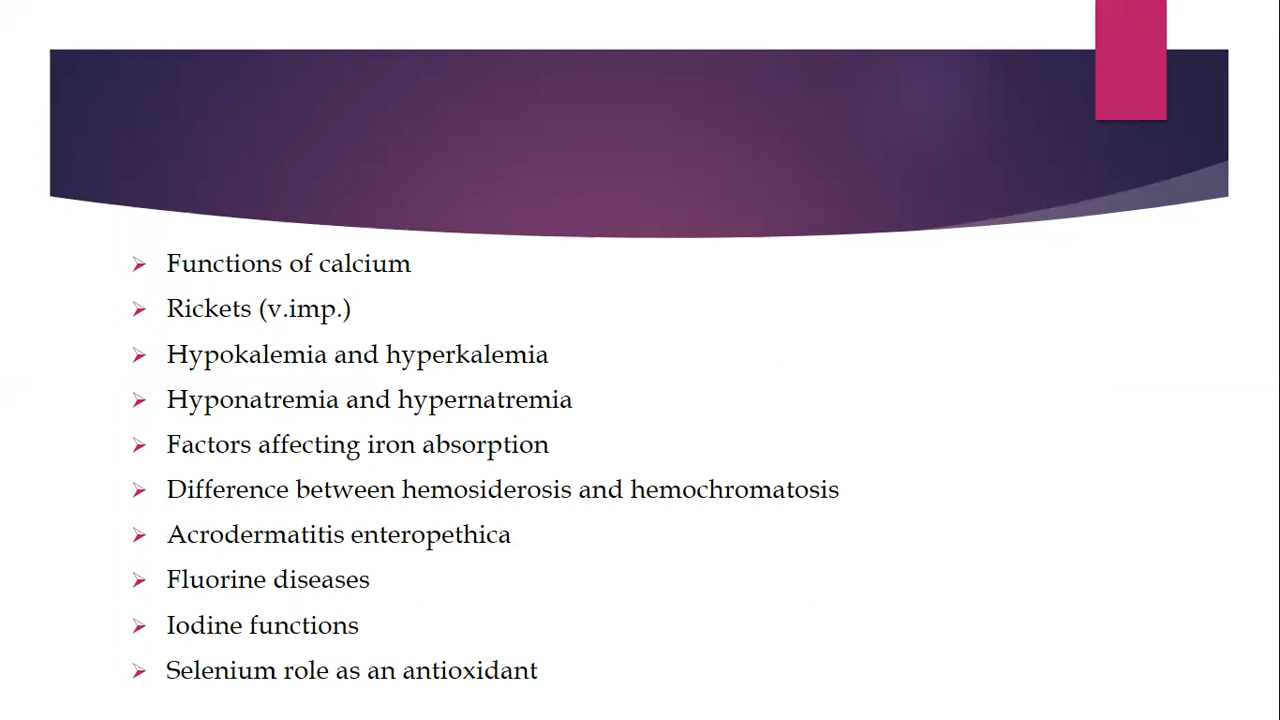 Functions of calcium
Rickets (v.imp.)
Hypokalemia and hyperkalemia
Hyponatremia and hypernatremia
Factors affecting iron absorption
Difference between hemosiderosis and hemochromatosis
Acrodermatitis enteropethica
Fluorine diseases
Iodine functions
Selenium role as an antioxidant